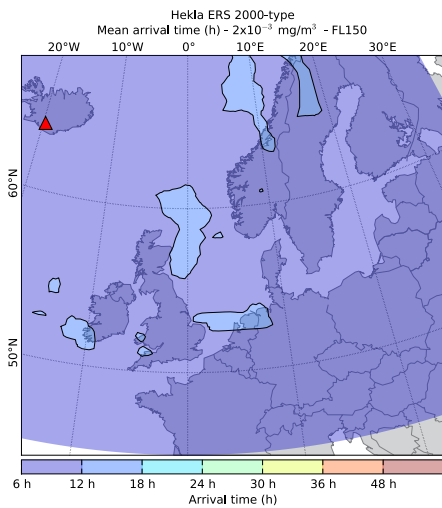 Hekla ERS 2000-type
Mean arrival time (h) - 2x10⁻³ mg/m³ - FL150
20°W 10°W 0° 10°E 20°E 30°E
60°N
50°N
6 h 12 h 18 h 24 h 30 h 36 h 48 h
Arrival time (h)